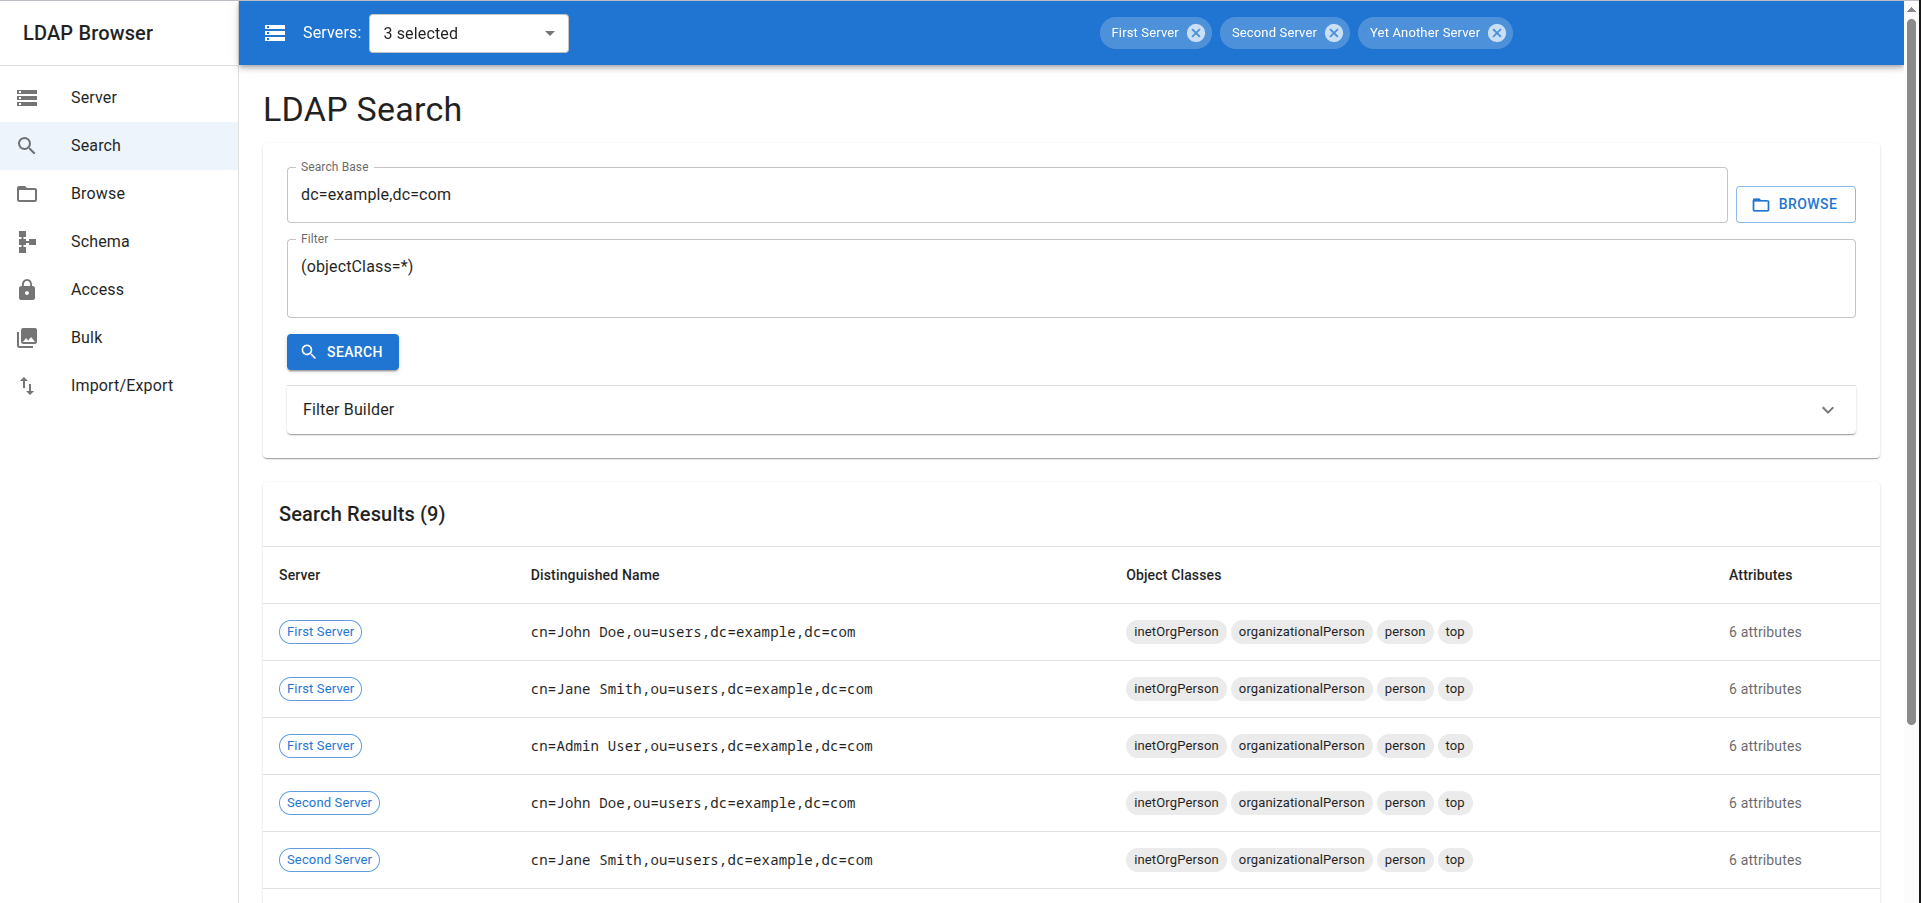 LDAP Browser
Servers: 3 selected First Server Second Server Yet Another Server
Server
Search
Browse
Schema
Access
Bulk
Import/Export
LDAP Search
Search Base
dc=example,dc=com
BROWSE
Filter
(objectClass=*)
SEARCH
Filter Builder
Search Results (9)
Server Distinguished Name Object Classes Attributes
First Server cn=John Doe,ou=users,dc=example,dc=com inetOrgPerson organizationalPerson person top 6 attributes
First Server cn=Jane Smith,ou=users,dc=example,dc=com inetOrgPerson organizationalPerson person top 6 attributes
First Server cn=Admin User,ou=users,dc=example,dc=com inetOrgPerson organizationalPerson person top 6 attributes
Second Server cn=John Doe,ou=users,dc=example,dc=com inetOrgPerson organizationalPerson person top 6 attributes
Second Server cn=Jane Smith,ou=users,dc=example,dc=com inetOrgPerson organizationalPerson person top 6 attributes